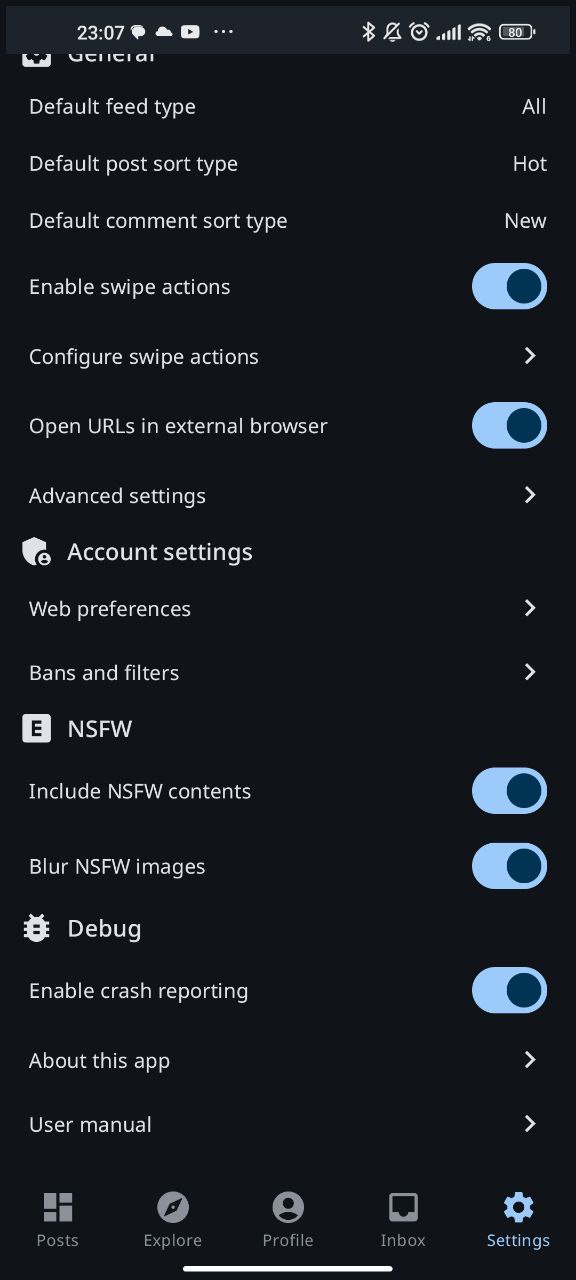 23:07
80
General
Default feed type All
Default post sort type Hot
Default comment sort type New
Enable swipe actions
Configure swipe actions
Open URLs in external browser
Advanced settings
Account settings
Web preferences
Bans and filters
E NSFW
Include NSFW contents
Blur NSFW images
Debug
Enable crash reporting
About this app
User manual
Posts Explore Profile Inbox Settings